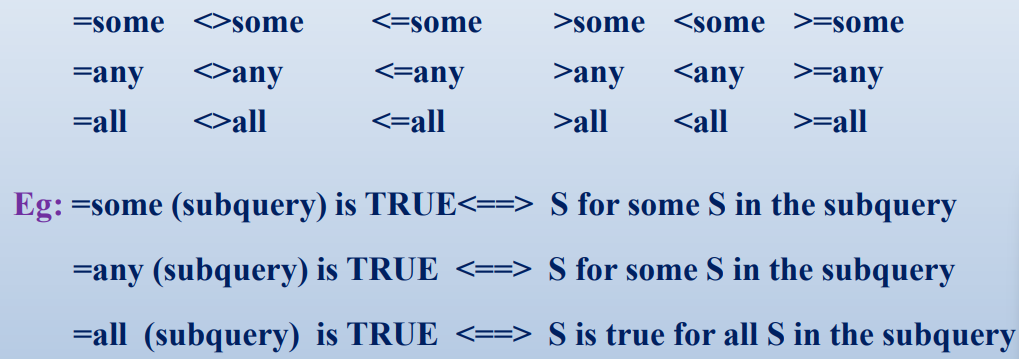 =some <>some <=some >some <some >=some
=any <>any <=any >any <any >=any
=all <>all <=all >all <all >=all
Eg: =some (subquery) is TRUE<==> S for some S in the subquery
=any (subquery) is TRUE <==> S for some S in the subquery
=all (subquery) is TRUE <==> S is true for all S in the subquery